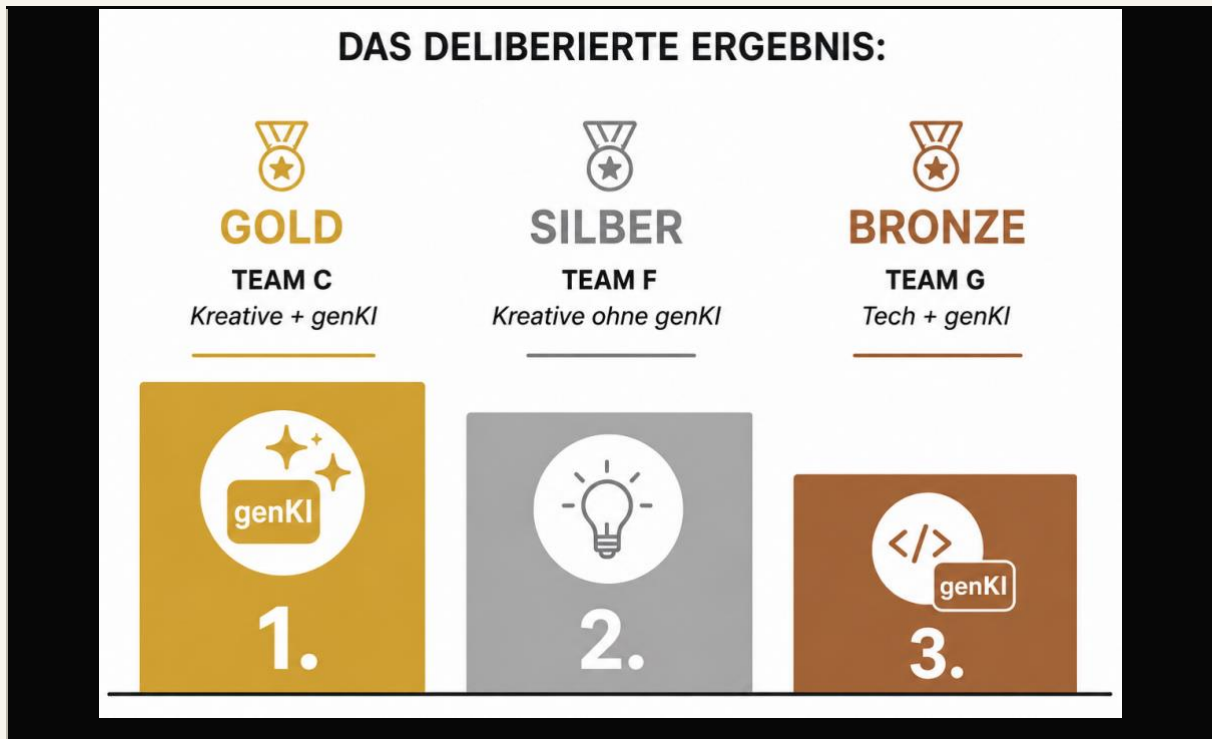 DAS DELIBERIERTE ERGEBNIS:
GOLD
TEAM C
Kreative + genKI
genKI
1.
SILBER
TEAM F
Kreative ohne genKI
2.
BRONZE
TEAM G
Tech + genKI
</>
genKI
3.